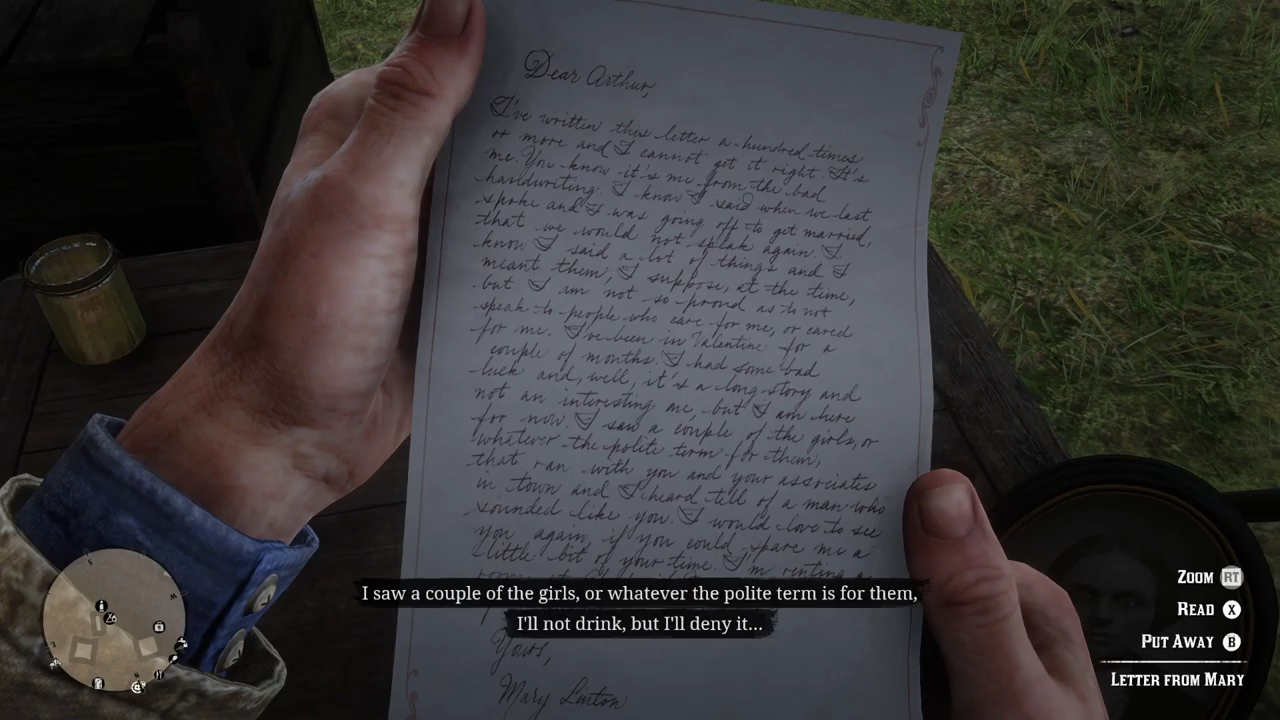 Dear Arthur,
I've written this letter a hundred times
or more and I cannot get it right. It's
me. You know it's me from the bad
handwriting. I know I said when we last
spoke and I was going off to get married,
that we would not speak again. I
know I said a lot of things and I
meant them, I suppose, at the time,
but I am not so proud as to not
speak to people who care for me, or cared
for me. I've been in Valentine for a
couple of months. I had some bad
luck and, well, it's a long story and
not an interesting one, but I am here
for now. I saw a couple of the girls, or
whatever the polite term for them,
that ran with you and your associates
in town and I heard tell of a man who
sounded like you. I would love to see
you again, if you could spare me a
little bit of your time. I'm renting a
I saw a couple of the girls, or whatever the polite term is for them,
I'll not drink, but I'll deny it...
Yours,
Mary Linton
ZOOM RT
READ X
PUT AWAY B
LETTER FROM MARY